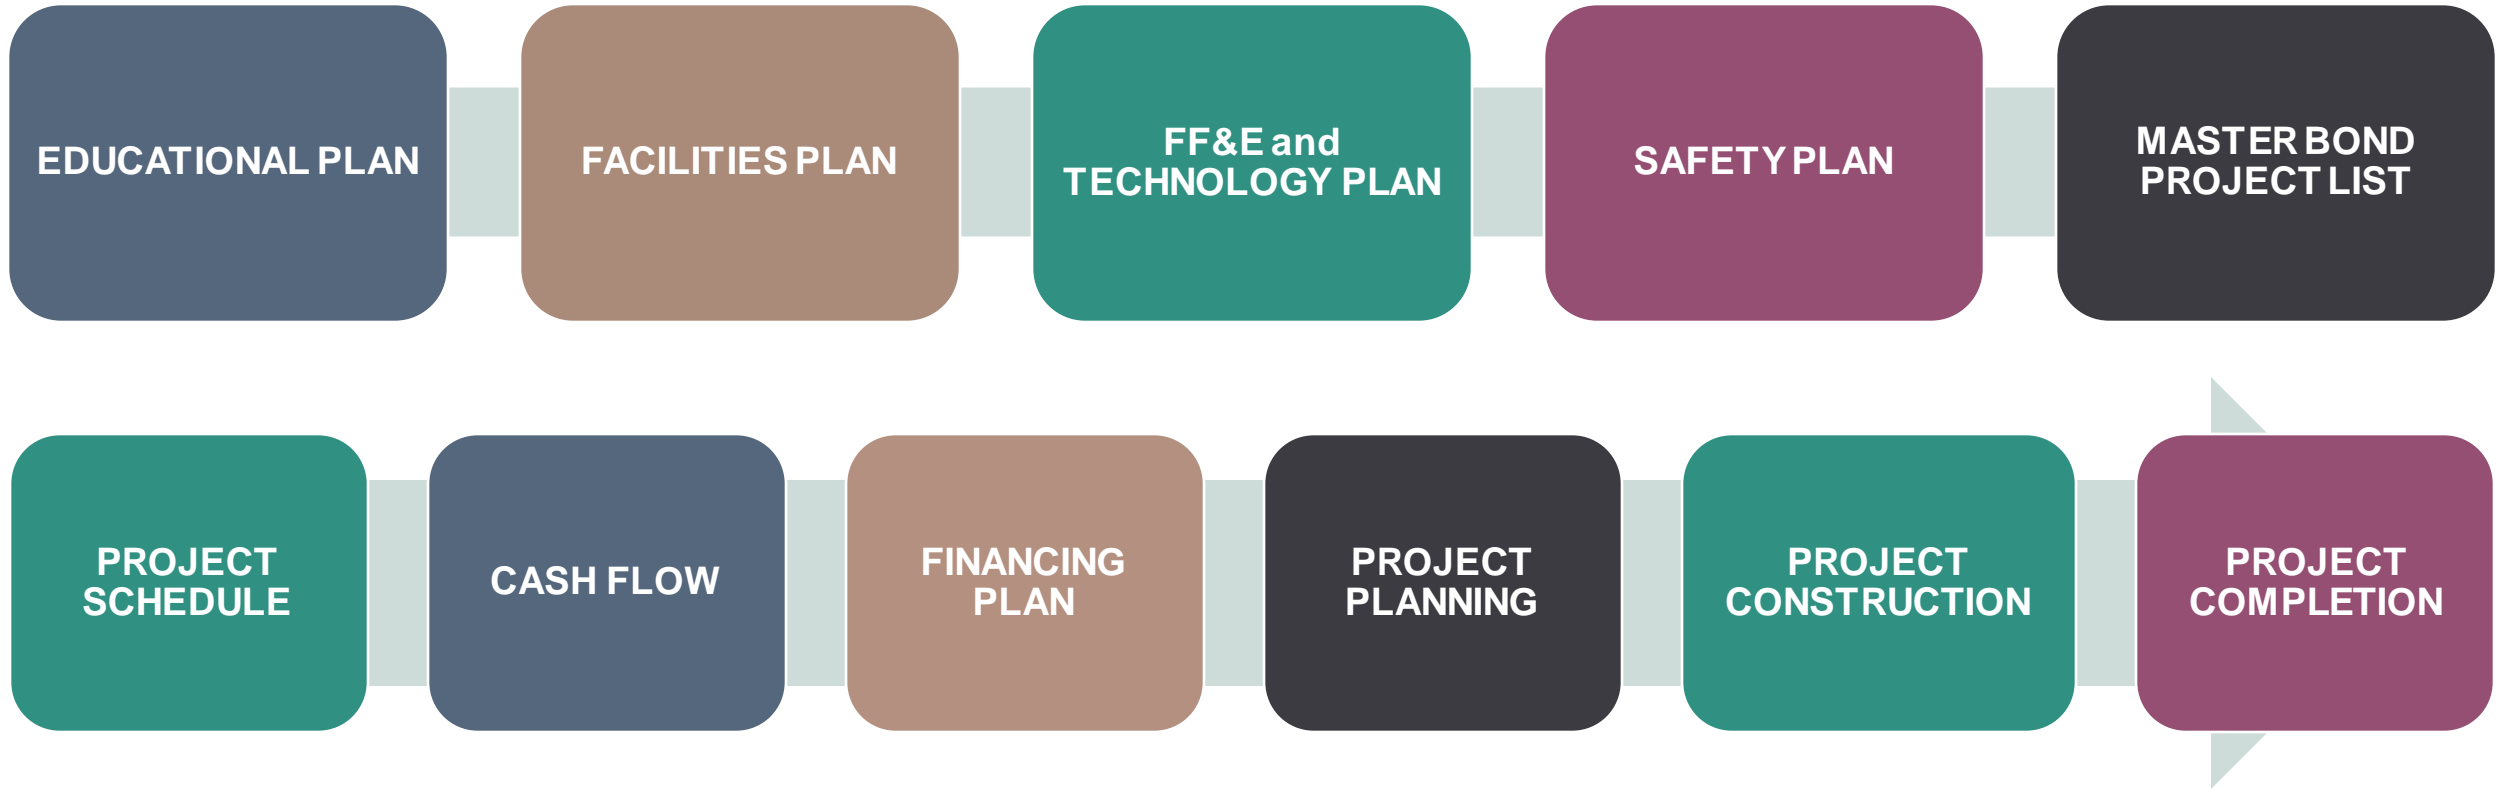 EDUCATIONAL PLAN
FACILITIES PLAN
FF&E and
TECHNOLOGY PLAN
SAFETY PLAN
MASTER BOND
PROJECT LIST
PROJECT
SCHEDULE
CASH FLOW
FINANCING
PLAN
PROJECT
PLANNING
PROJECT
CONSTRUCTION
PROJECT
COMPLETION